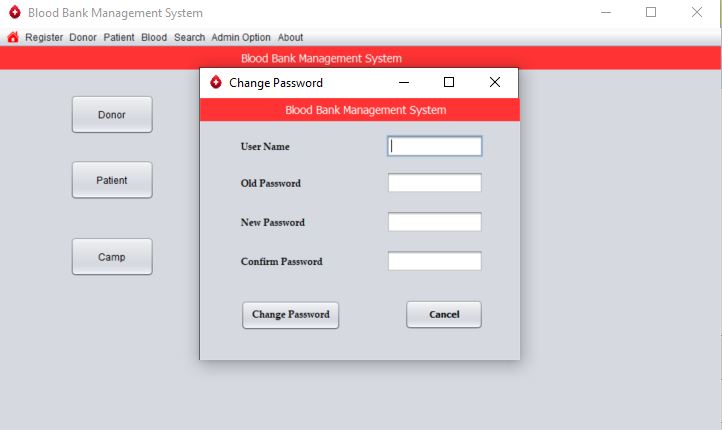 Blood Bank Management System
Register Donor Patient Blood Search Admin Option About
Blood Bank Management System
Donor
Patient
Camp
Change Password
Blood Bank Management System
User Name
Old Password
New Password
Confirm Password
Change Password Cancel